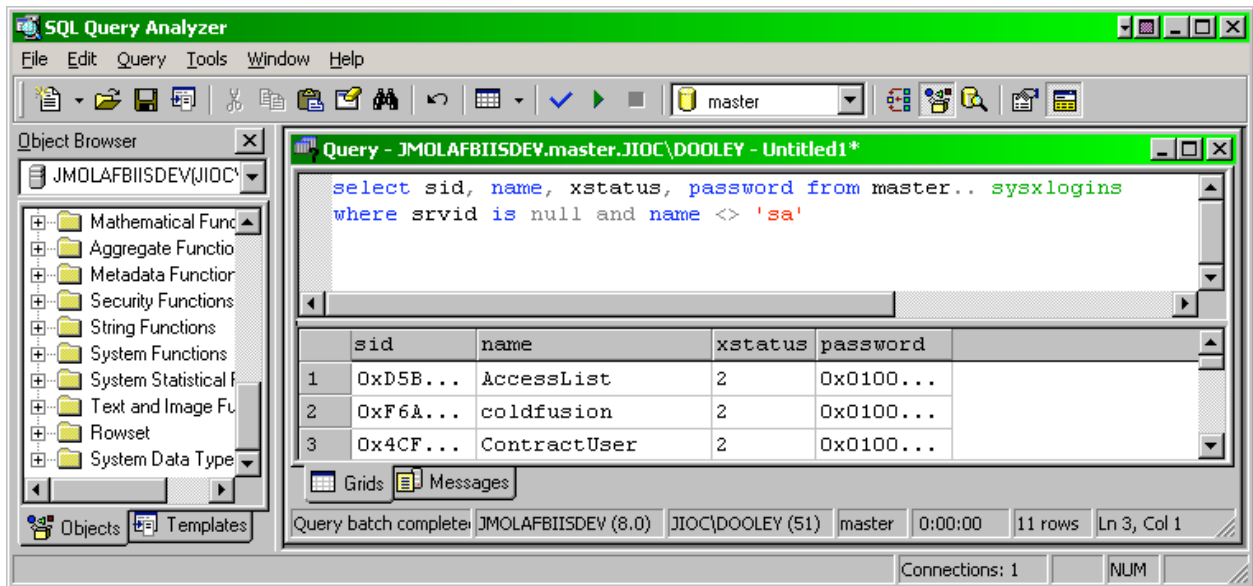 SQL Query Analyzer
File Edit Query Tools Window Help
master
Object Browser
JMOLAFBIISDEV(JIOC\
Mathematical Func
Aggregate Functio
Metadata Function
Security Functions
String Functions
System Functions
System Statistical F
Text and Image Fu
Rowset
System Data Type
Objects Templates
Query - JMOLAFBIISDEV.master.JIOC\DOOLEY - Untitled1*
select sid, name, xstatus, password from master.. sysxlogins
where srvid is null and name <> 'sa'
sid name xstatus password
1 0xD5B... AccessList 2 0x0100...
2 0xF6A... coldfusion 2 0x0100...
3 0x4CF... ContractUser 2 0x0100...
Grids Messages
Query batch complete JMOLAFBIISDEV (8.0) JIOC\DOOLEY (51) master 0:00:00 11 rows Ln 3, Col 1
Connections: 1 NUM